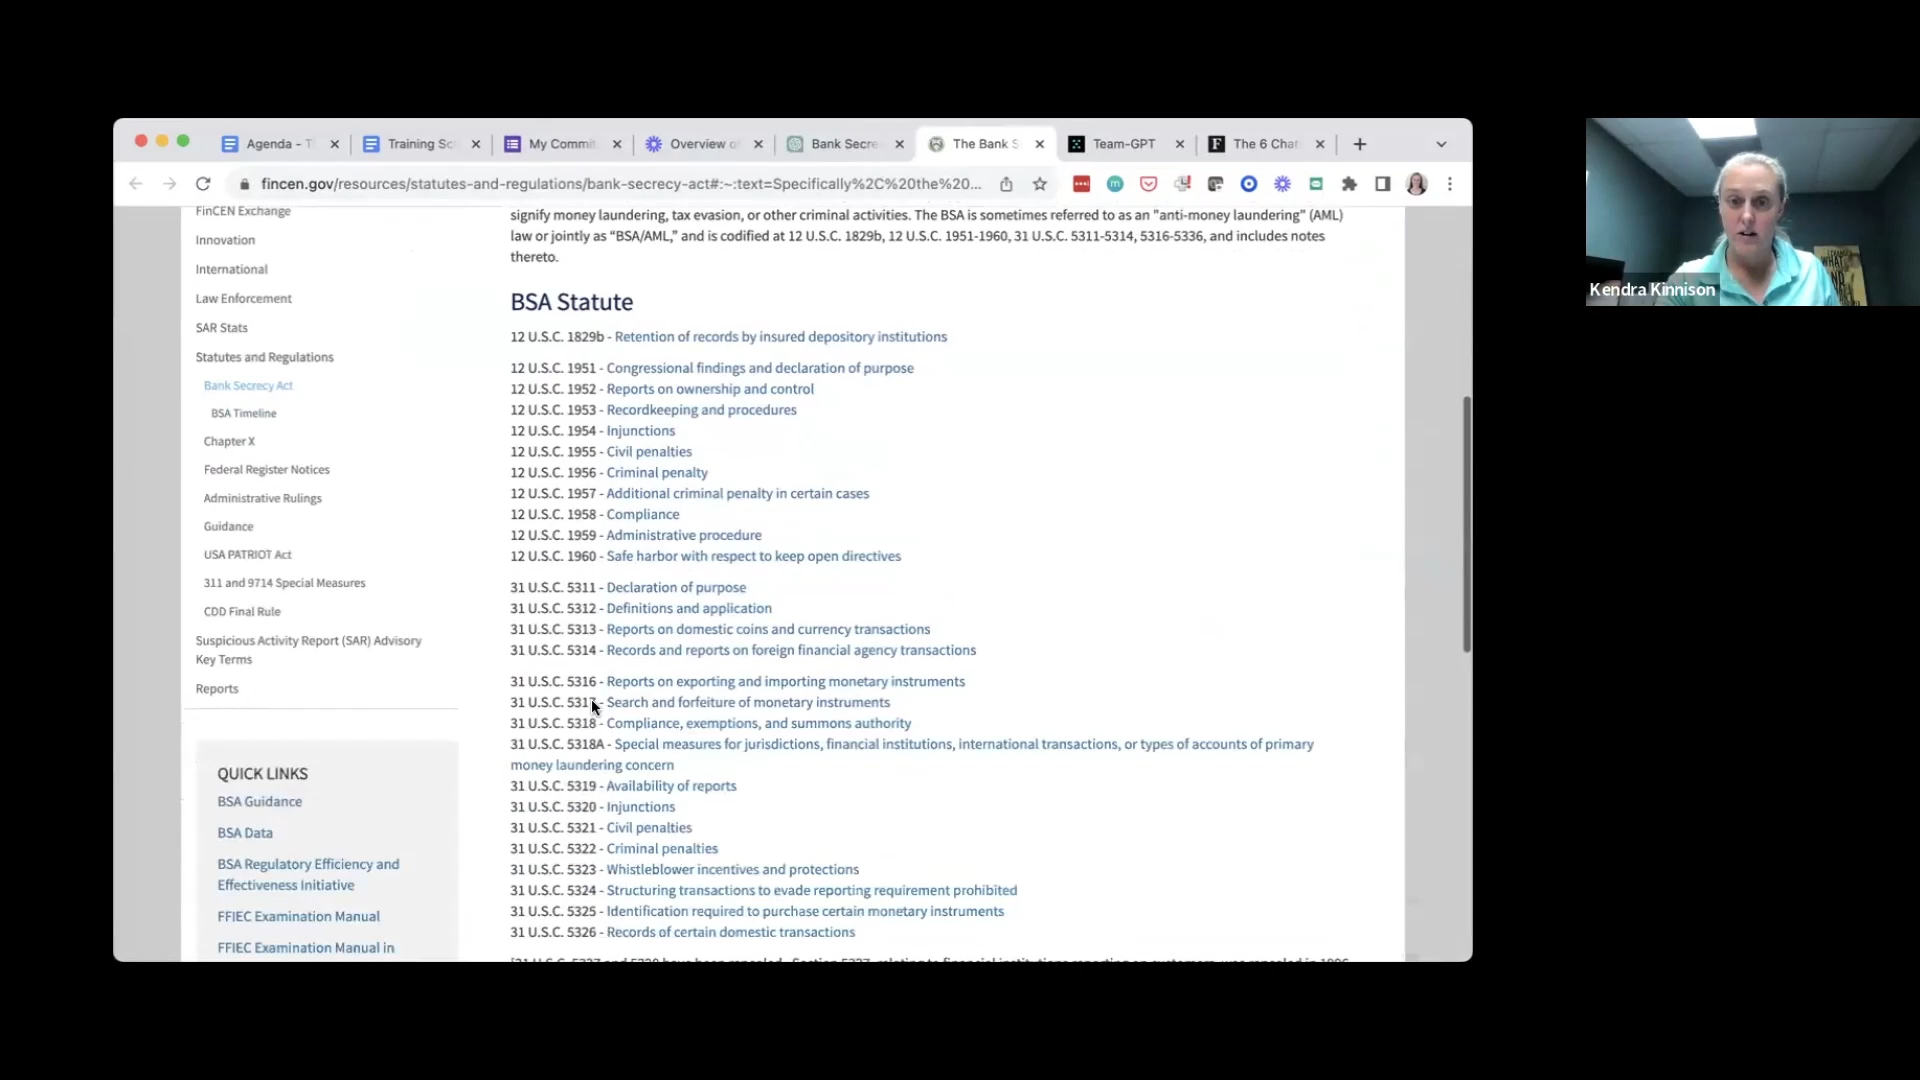 Agenda - T
Training Sc
My Commit
Overview o
Bank Secre
The Bank S
Team-GPT
The 6 Chat
fincen.gov/resources/statutes-and-regulations/bank-secrecy-act#:~:text=Specifically%2C%20the%20...
FinCEN Exchange
Innovation
International
Law Enforcement
SAR Stats
Statutes and Regulations
Bank Secrecy Act
BSA Timeline
Chapter X
Federal Register Notices
Administrative Rulings
Guidance
USA PATRIOT Act
311 and 9714 Special Measures
CDD Final Rule
Suspicious Activity Report (SAR) Advisory
Key Terms
Reports
QUICK LINKS
BSA Guidance
BSA Data
BSA Regulatory Efficiency and
Effectiveness Initiative
FFIEC Examination Manual
FFIEC Examination Manual in
signify money laundering, tax evasion, or other criminal activities. The BSA is sometimes referred to as an "anti-money laundering" (AML)
law or jointly as “BSA/AML,” and is codified at 12 U.S.C. 1829b, 12 U.S.C. 1951-1960, 31 U.S.C. 5311-5314, 5316-5336, and includes notes
thereto.
BSA Statute
12 U.S.C. 1829b - Retention of records by insured depository institutions
12 U.S.C. 1951 - Congressional findings and declaration of purpose
12 U.S.C. 1952 - Reports on ownership and control
12 U.S.C. 1953 - Recordkeeping and procedures
12 U.S.C. 1954 - Injunctions
12 U.S.C. 1955 - Civil penalties
12 U.S.C. 1956 - Criminal penalty
12 U.S.C. 1957 - Additional criminal penalty in certain cases
12 U.S.C. 1958 - Compliance
12 U.S.C. 1959 - Administrative procedure
12 U.S.C. 1960 - Safe harbor with respect to keep open directives
31 U.S.C. 5311 - Declaration of purpose
31 U.S.C. 5312 - Definitions and application
31 U.S.C. 5313 - Reports on domestic coins and currency transactions
31 U.S.C. 5314 - Records and reports on foreign financial agency transactions
31 U.S.C. 5316 - Reports on exporting and importing monetary instruments
31 U.S.C. 5317 - Search and forfeiture of monetary instruments
31 U.S.C. 5318 - Compliance, exemptions, and summons authority
31 U.S.C. 5318A - Special measures for jurisdictions, financial institutions, international transactions, or types of accounts of primary
money laundering concern
31 U.S.C. 5319 - Availability of reports
31 U.S.C. 5320 - Injunctions
31 U.S.C. 5321 - Civil penalties
31 U.S.C. 5322 - Criminal penalties
31 U.S.C. 5323 - Whistleblower incentives and protections
31 U.S.C. 5324 - Structuring transactions to evade reporting requirement prohibited
31 U.S.C. 5325 - Identification required to purchase certain monetary instruments
31 U.S.C. 5326 - Records of certain domestic transactions
Kendra Kinnison